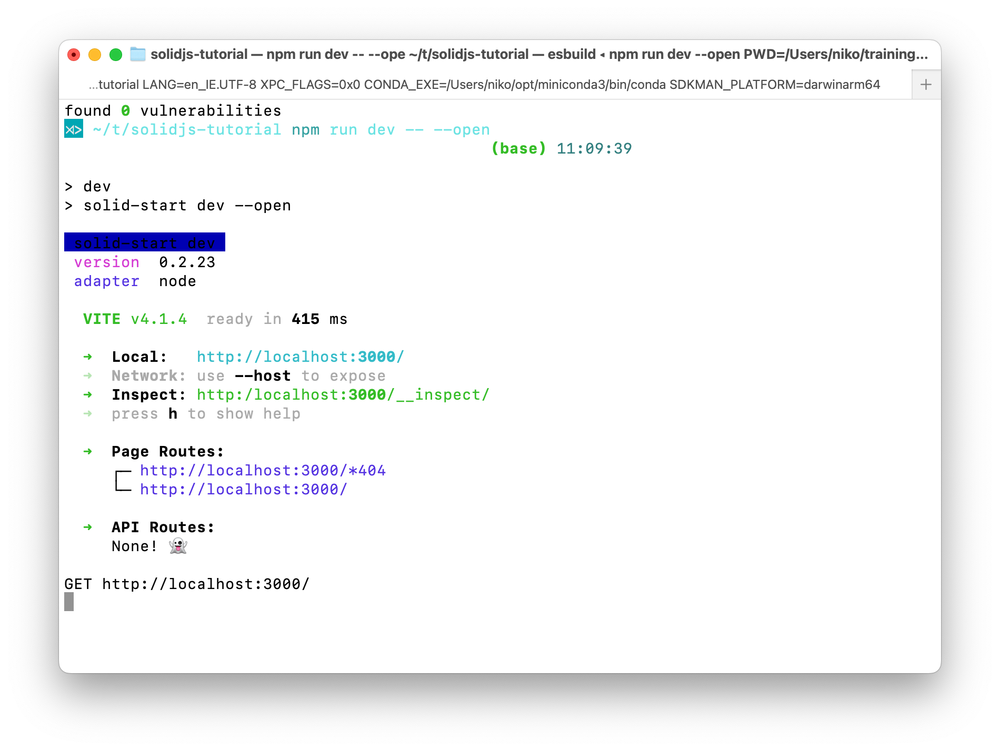 solidjs-tutorial — npm run dev -- --ope ~/t/solidjs-tutorial — esbuild ◂ npm run dev --open PWD=/Users/niko/training...
...tutorial LANG=en_IE.UTF-8 XPC_FLAGS=0x0 CONDA_EXE=/Users/niko/opt/miniconda3/bin/conda SDKMAN_PLATFORM=darwinarm64 +
found 0 vulnerabilities
⋊> ~/t/solidjs-tutorial npm run dev -- --open
(base) 11:09:39
> dev
> solid-start dev --open
solid-start dev
version 0.2.23
adapter node
VITE v4.1.4 ready in 415 ms
➜ Local: http://localhost:3000/
➜ Network: use --host to expose
➜ Inspect: http:/localhost:3000/__inspect/
➜ press h to show help
➜ Page Routes:
┌─ http://localhost:3000/*404
└─ http://localhost:3000/
➜ API Routes:
None! 👻
GET http://localhost:3000/